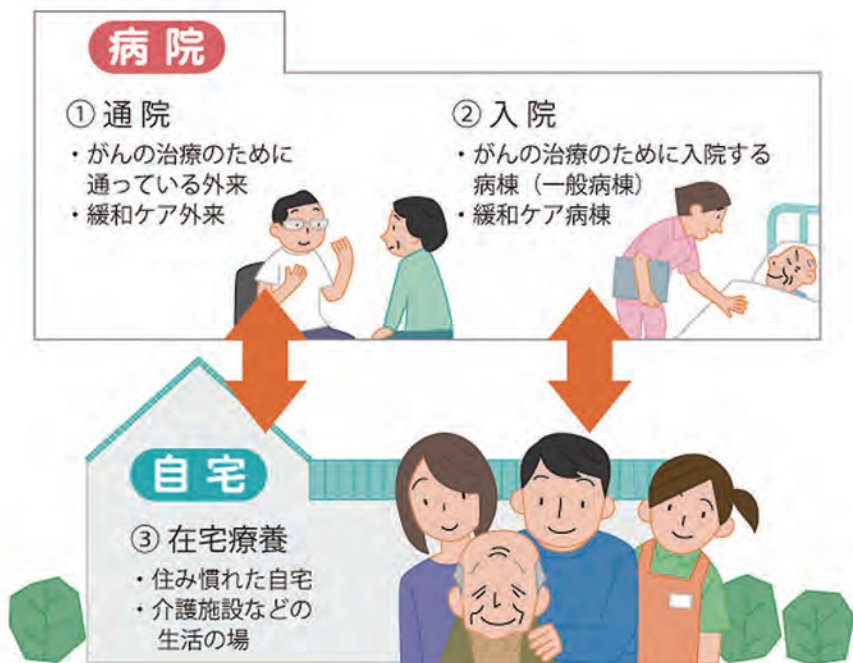 病院
① 通院
・がんの治療のために
通っている外来
・緩和ケア外来
② 入院
・がんの治療のために入院する
病棟（一般病棟）
・緩和ケア病棟
自宅
③ 在宅療養
・住み慣れた自宅
・介護施設などの
生活の場